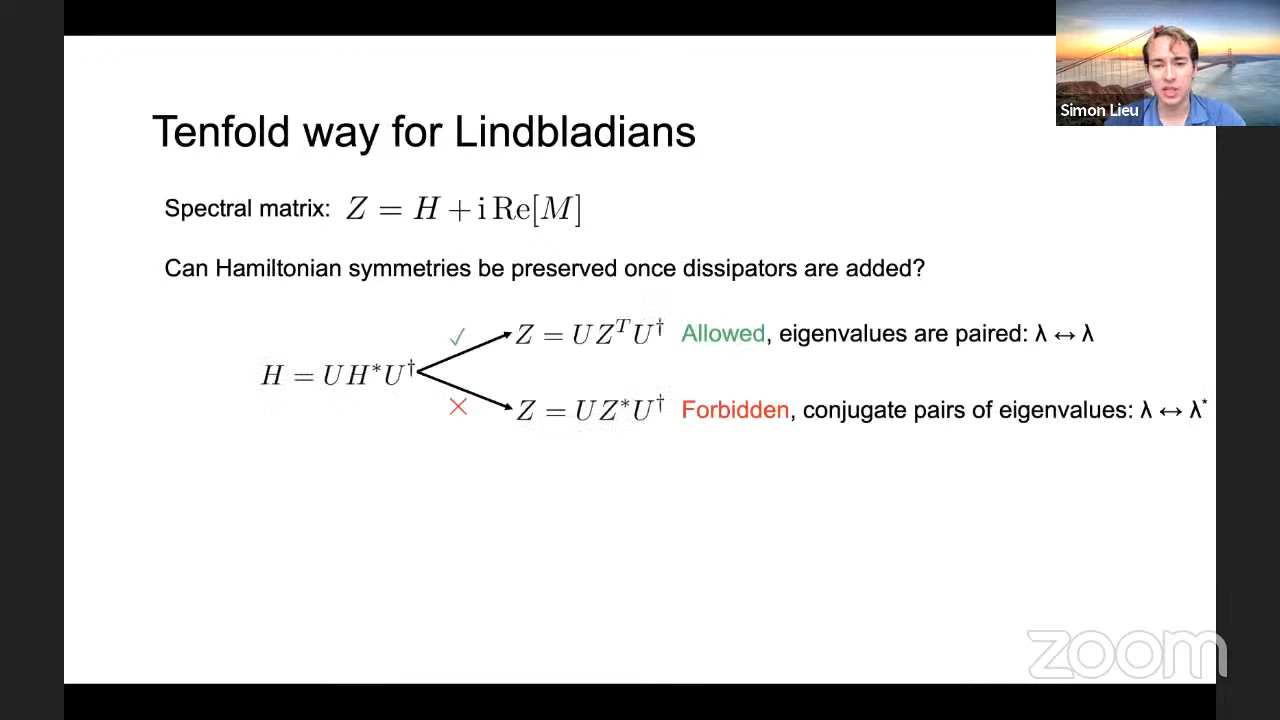 Simon Lieu
Tenfold way for Lindbladians
Spectral matrix: Z = H + i Re[M]
Can Hamiltonian symmetries be preserved once dissipators are added?
✓ Z = UZ^TU^† Allowed, eigenvalues are paired: λ ↔ λ
H = UH^*U^†
× Z = UZ^*U^† Forbidden, conjugate pairs of eigenvalues: λ ↔ λ^*
zoom